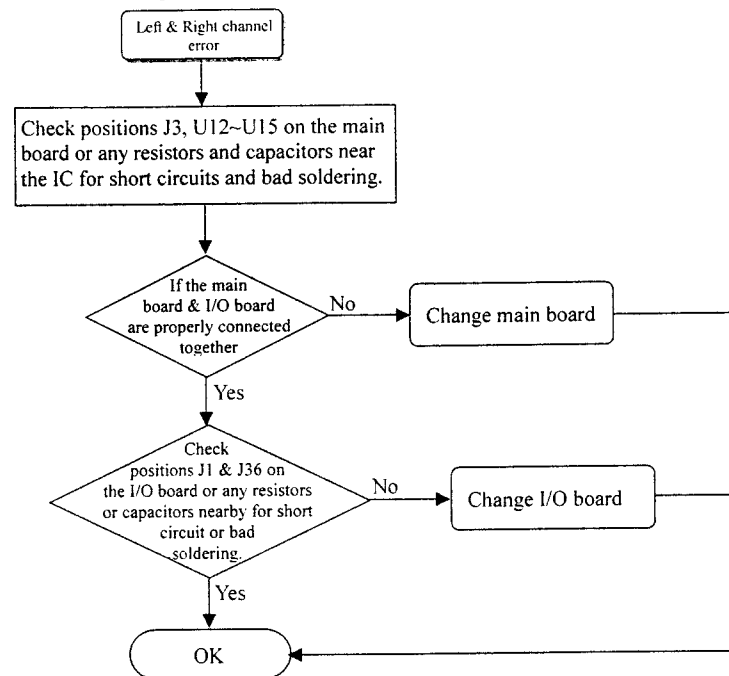 Left & Right channel
error
Check positions J3, U12~U15 on the main
board or any resistors and capacitors near
the IC for short circuits and bad soldering.
If the main
board & I/O board
are properly connected
together
No
Change main board
Yes
Check
positions J1 & J36 on
the I/O board or any resistors
or capacitors nearby for short
circuit or bad
soldering.
No
Change I/O board
Yes
OK